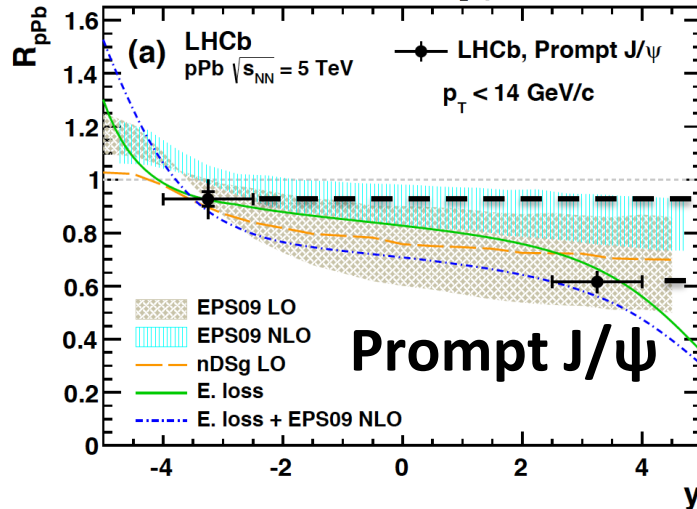 R_pPb
1.6
1.4
1.2
1
0.8
0.6
0.4
0.2
0
(a) LHCb
pPb √s_NN = 5 TeV
LHCb, Prompt J/ψ
p_T < 14 GeV/c
EPS09 LO
EPS09 NLO
nDSg LO
E. loss
E. loss + EPS09 NLO
Prompt J/ψ
-4 -2 0 2 4
y